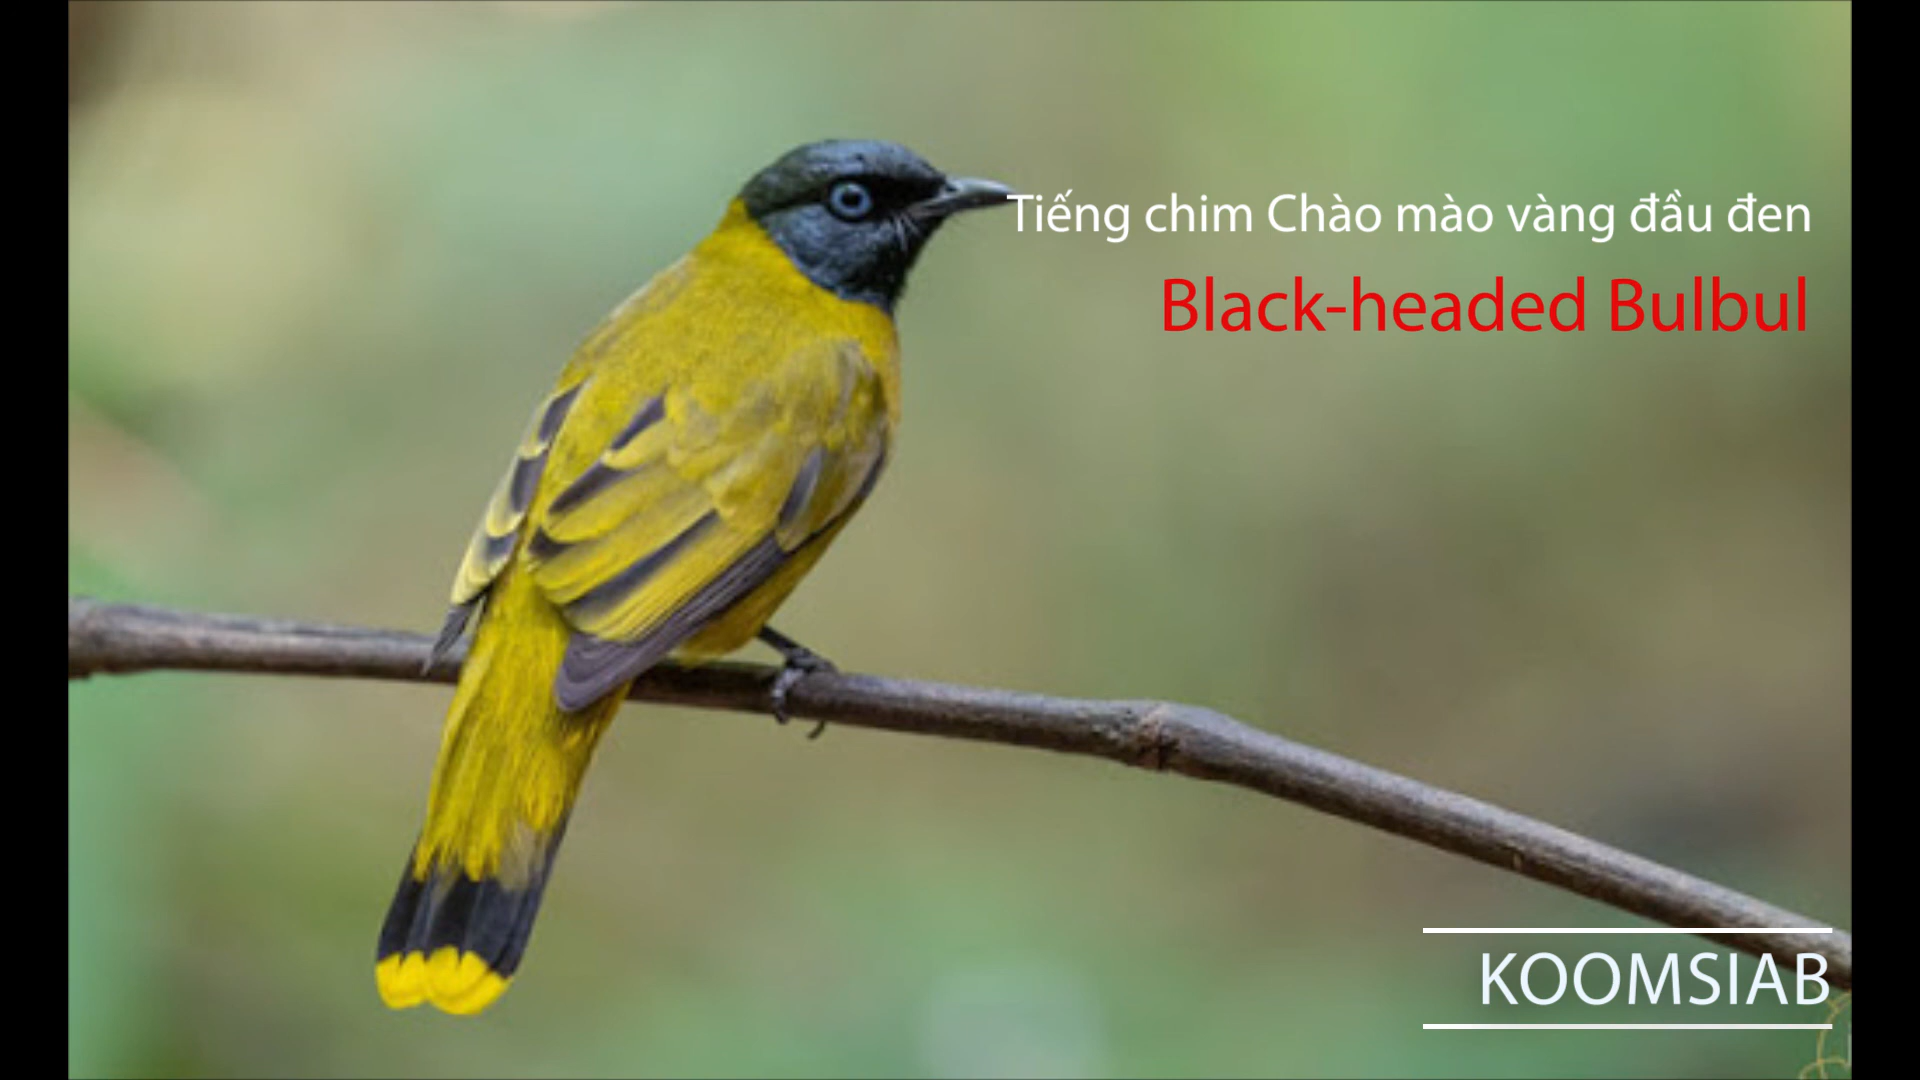 Tiếng chim Chào mào vàng đầu đen
Black-headed Bulbul
KOOMSIAB